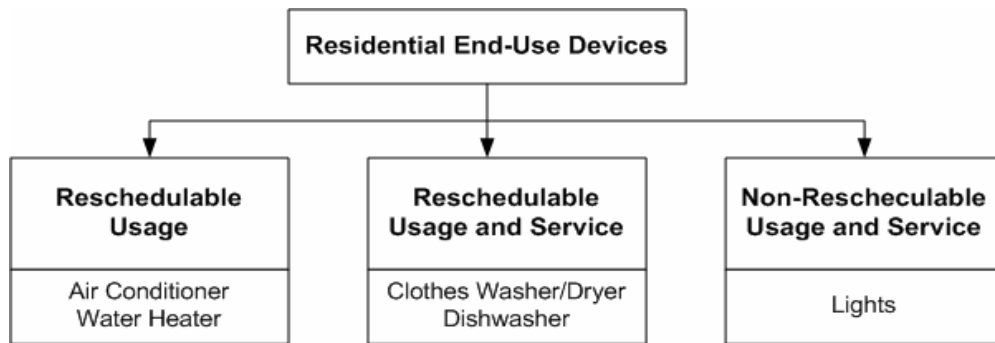 Residential End-Use Devices
Reschedulable
Usage
Reschedulable
Usage and Service
Non-Rescheculable
Usage and Service
Air Conditioner
Water Heater
Clothes Washer/Dryer
Dishwasher
Lights